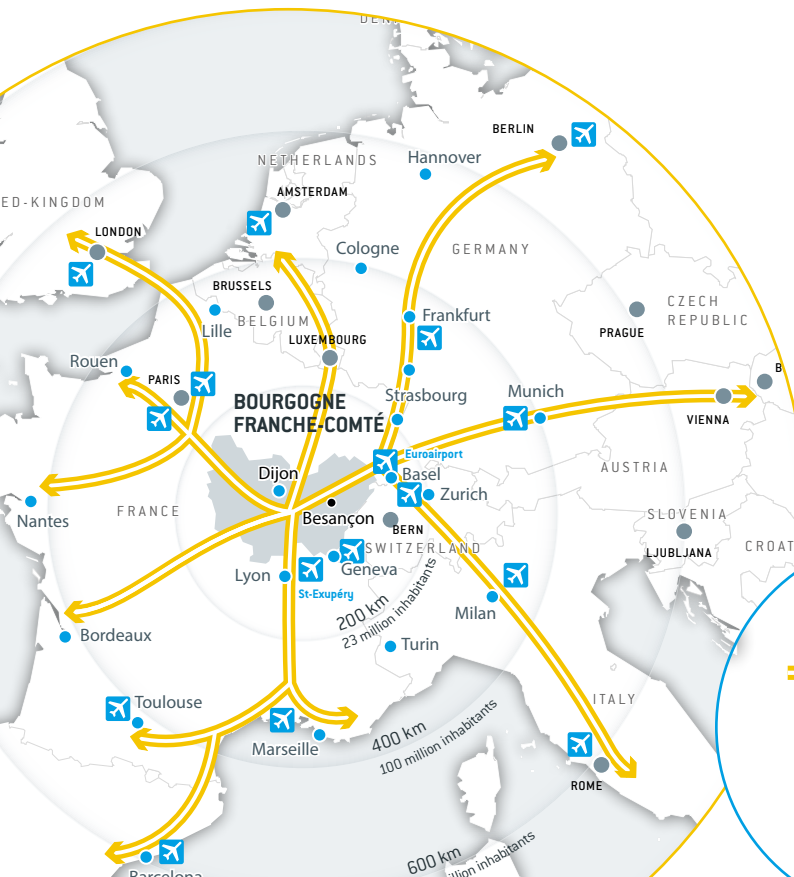 BERLIN
NETHERLANDS
Hannover
AMSTERDAM
LONDON
Cologne
GERMANY
BRUSSELS
BELGIUM
Lille
LUXEMBOURG
Frankfurt
CZECH
REPUBLIC
PRAGUE
Rouen
PARIS
BOURGOGNE
FRANCHE-COMTÉ
Strasbourg
Munich
VIENNA
Euroairport
Basel
Zurich
AUSTRIA
Dijon
Besançon
BERN
SWITZERLAND
Nantes
FRANCE
SLOVENIA
LJUBLJANA
Lyon
St-Exupéry
Geneva
200 km
23 million inhabitants
Milan
Bordeaux
Turin
Toulouse
Marseille
400 km
100 million inhabitants
ITALY
ROME
600 km
inhabitants
Barcelona